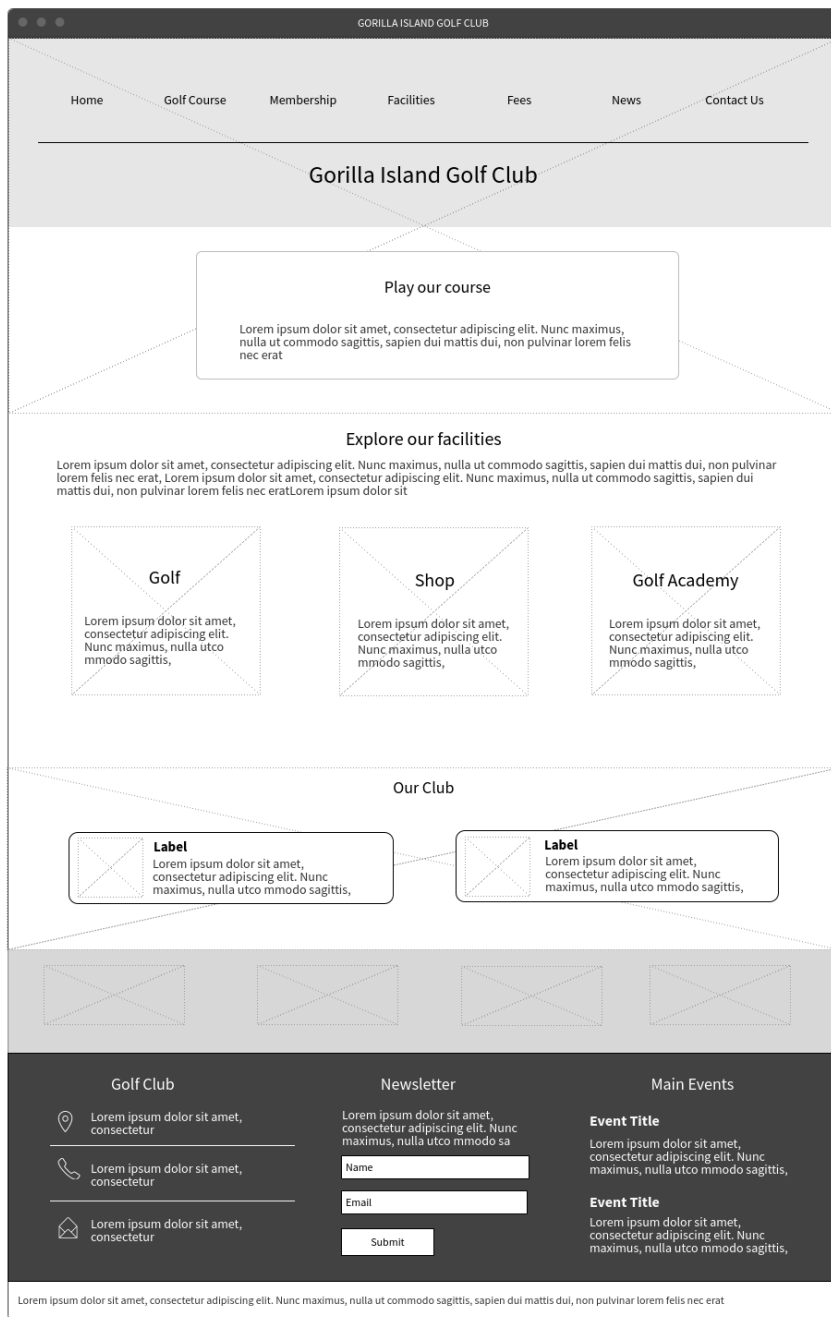 GORILLA ISLAND GOLF CLUB
Home Golf Course Membership Facilities Fees News Contact Us
Gorilla Island Golf Club
Play our course
Lorem ipsum dolor sit amet, consectetur adipiscing elit. Nunc maximus,
nulla ut commodo sagittis, sapien dui mattis dui, non pulvinar lorem felis
nec erat
Explore our facilities
Lorem ipsum dolor sit amet, consectetur adipiscing elit. Nunc maximus, nulla ut commodo sagittis, sapien dui mattis dui, non pulvinar
lorem felis nec erat, Lorem ipsum dolor sit amet, consectetur adipiscing elit. Nunc maximus, nulla ut commodo sagittis, sapien dui
mattis dui, non pulvinar lorem felis nec eratLorem ipsum dolor sit
Golf
Lorem ipsum dolor sit amet,
consectetur adipiscing elit.
Nunc maximus, nulla utco
mmodo sagittis,
Shop
Lorem ipsum dolor sit amet,
consectetur adipiscing elit.
Nunc maximus, nulla utco
mmodo sagittis,
Golf Academy
Lorem ipsum dolor sit amet,
consectetur adipiscing elit.
Nunc maximus, nulla utco
mmodo sagittis,
Our Club
Label
Lorem ipsum dolor sit amet,
consectetur adipiscing elit. Nunc
maximus, nulla utco mmodo sagittis,
Label
Lorem ipsum dolor sit amet,
consectetur adipiscing elit. Nunc
maximus, nulla utco mmodo sagittis,
Golf Club
Lorem ipsum dolor sit amet,
consectetur
Lorem ipsum dolor sit amet,
consectetur
Lorem ipsum dolor sit amet,
consectetur
Newsletter
Lorem ipsum dolor sit amet,
consectetur adipiscing elit. Nunc
maximus, nulla utco mmodo sa
Name
Email
Submit
Main Events
Event Title
Lorem ipsum dolor sit amet,
consectetur adipiscing elit. Nunc
maximus, nulla utco mmodo sagittis,
Event Title
Lorem ipsum dolor sit amet,
consectetur adipiscing elit. Nunc
maximus, nulla utco mmodo sagittis,
Lorem ipsum dolor sit amet, consectetur adipiscing elit. Nunc maximus, nulla ut commodo sagittis, sapien dui mattis dui, non pulvinar lorem felis nec erat